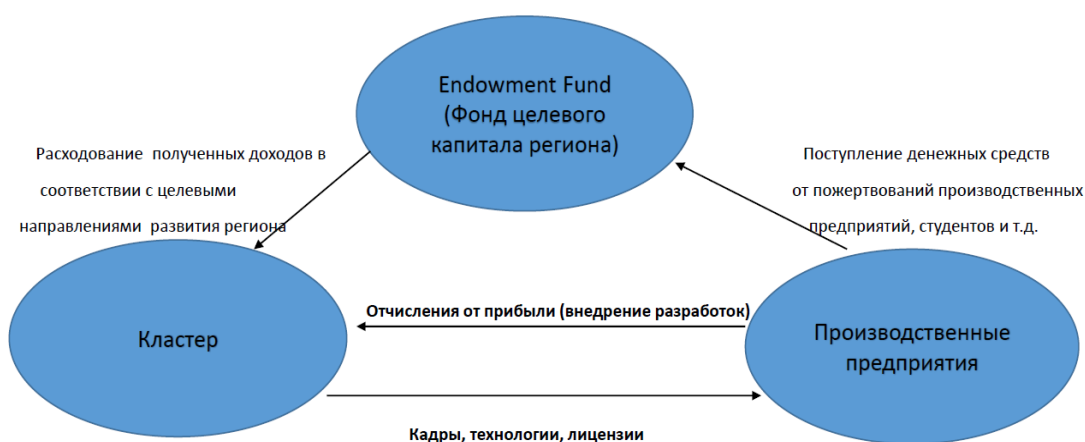 Endowment Fund
(Фонд целевого
капитала региона)
Расходование полученных доходов в
соответствии с целевыми
направлениями развития региона
Поступление денежных средств
от пожертвований производственных
предприятий, студентов и т.д.
Отчисления от прибыли (внедрение разработок)
Кластер
Производственные
предприятия
Кадры, технологии, лицензии